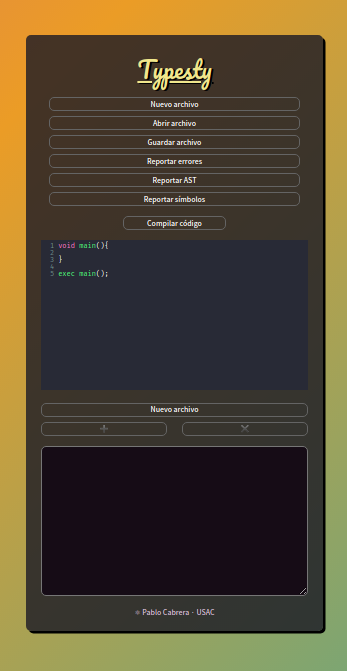 Typesty
Nuevo archivo
Abrir archivo
Guardar archivo
Reportar errores
Reportar AST
Reportar símbolos
Compilar código
1 void main(){
2
3 }
4
5 exec main();
Nuevo archivo
Pablo Cabrera - USAC